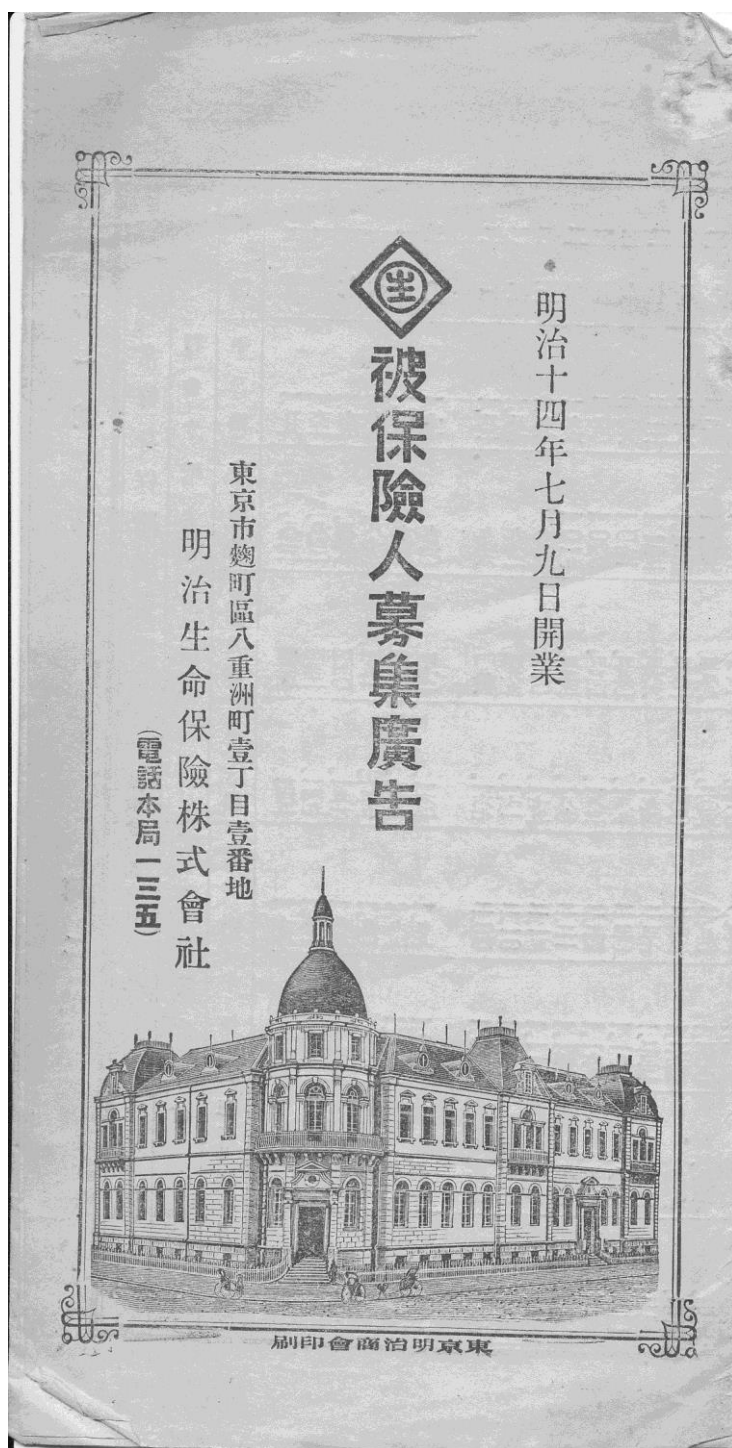 明治十四年七月九日開業
生
被保險人募集廣告
東京市麴町區八重洲町壹丁目壹番地
明治生命保險株式會社
(電話本局一三五)
東京明治商會印刷